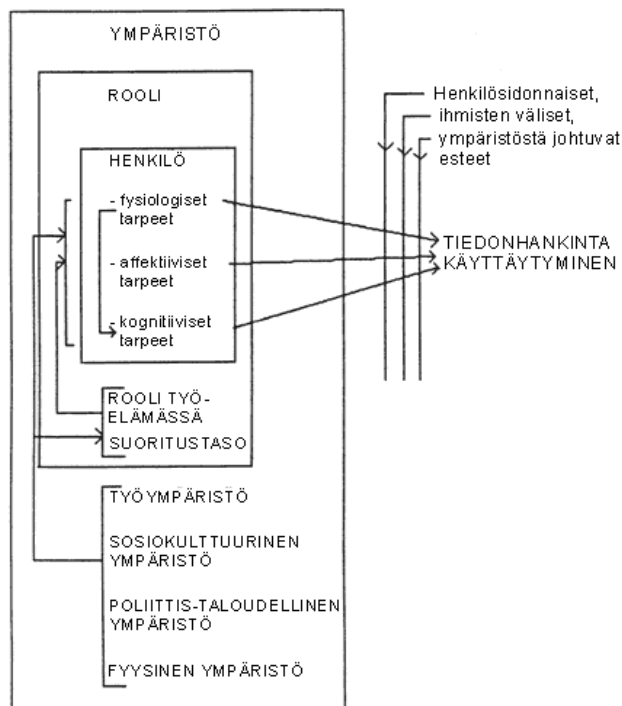 YMPÄRISTÖ
ROOLI
HENKILÖ
- fysiologiset
tarpeet
- affektiiviset
tarpeet
- kognitiiviset
tarpeet
ROOLI TYÖ-
ELÄMÄSSÄ
SUORITUSTASO
TYÖYMPÄRISTÖ
SOSIOKULTTUURINEN
YMPÄRISTÖ
POLIITTIS-TALOUDELLINEN
YMPÄRISTÖ
FYYSINEN YMPÄRISTÖ
Henkilösidonnaiset,
ihmisten väliset,
ympäristöstä johtuvat
esteet
TIEDONHANKINTA
KÄYTTÄYTYMINEN